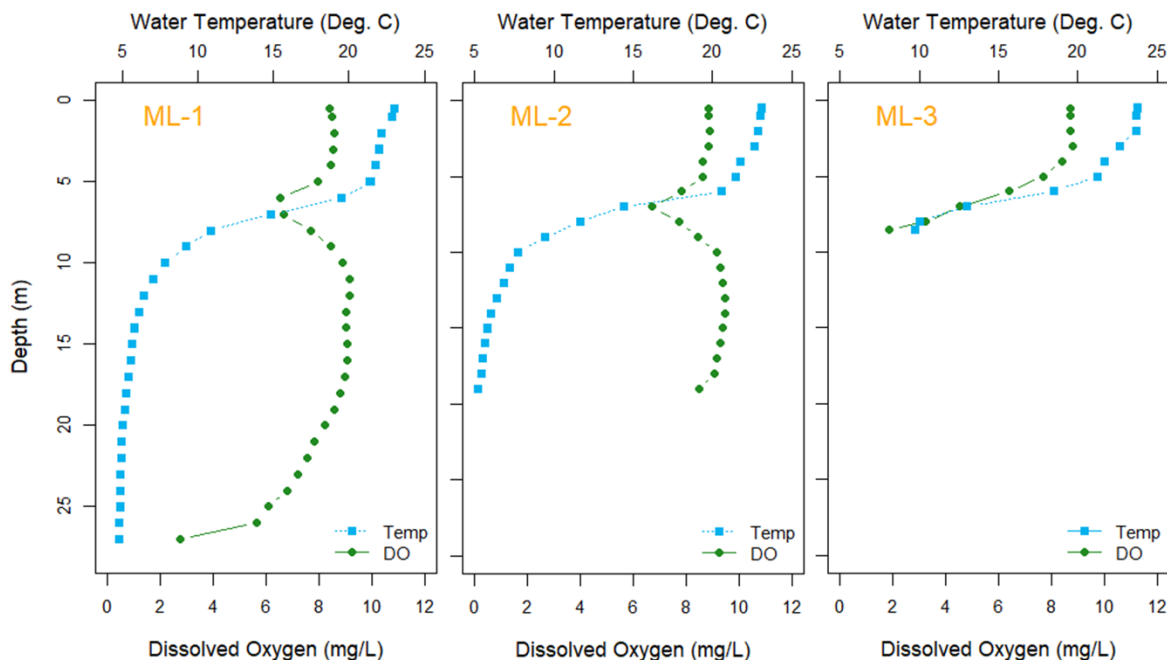 Water Temperature (Deg. C) Water Temperature (Deg. C) Water Temperature (Deg. C)
5 10 15 20 25 5 10 15 20 25 5 10 15 20 25
ML-1 ML-2 ML-3
Depth (m)
0
5
10
15
20
25
Temp Temp Temp
DO DO DO
0 2 4 6 8 10 12 0 2 4 6 8 10 12 0 2 4 6 8 10 12
Dissolved Oxygen (mg/L) Dissolved Oxygen (mg/L) Dissolved Oxygen (mg/L)